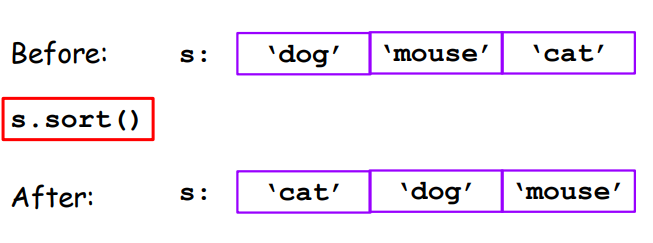 Before: s: ‘dog’ ‘mouse’ ‘cat’
s.sort()
After: s: ‘cat’ ‘dog’ ‘mouse’